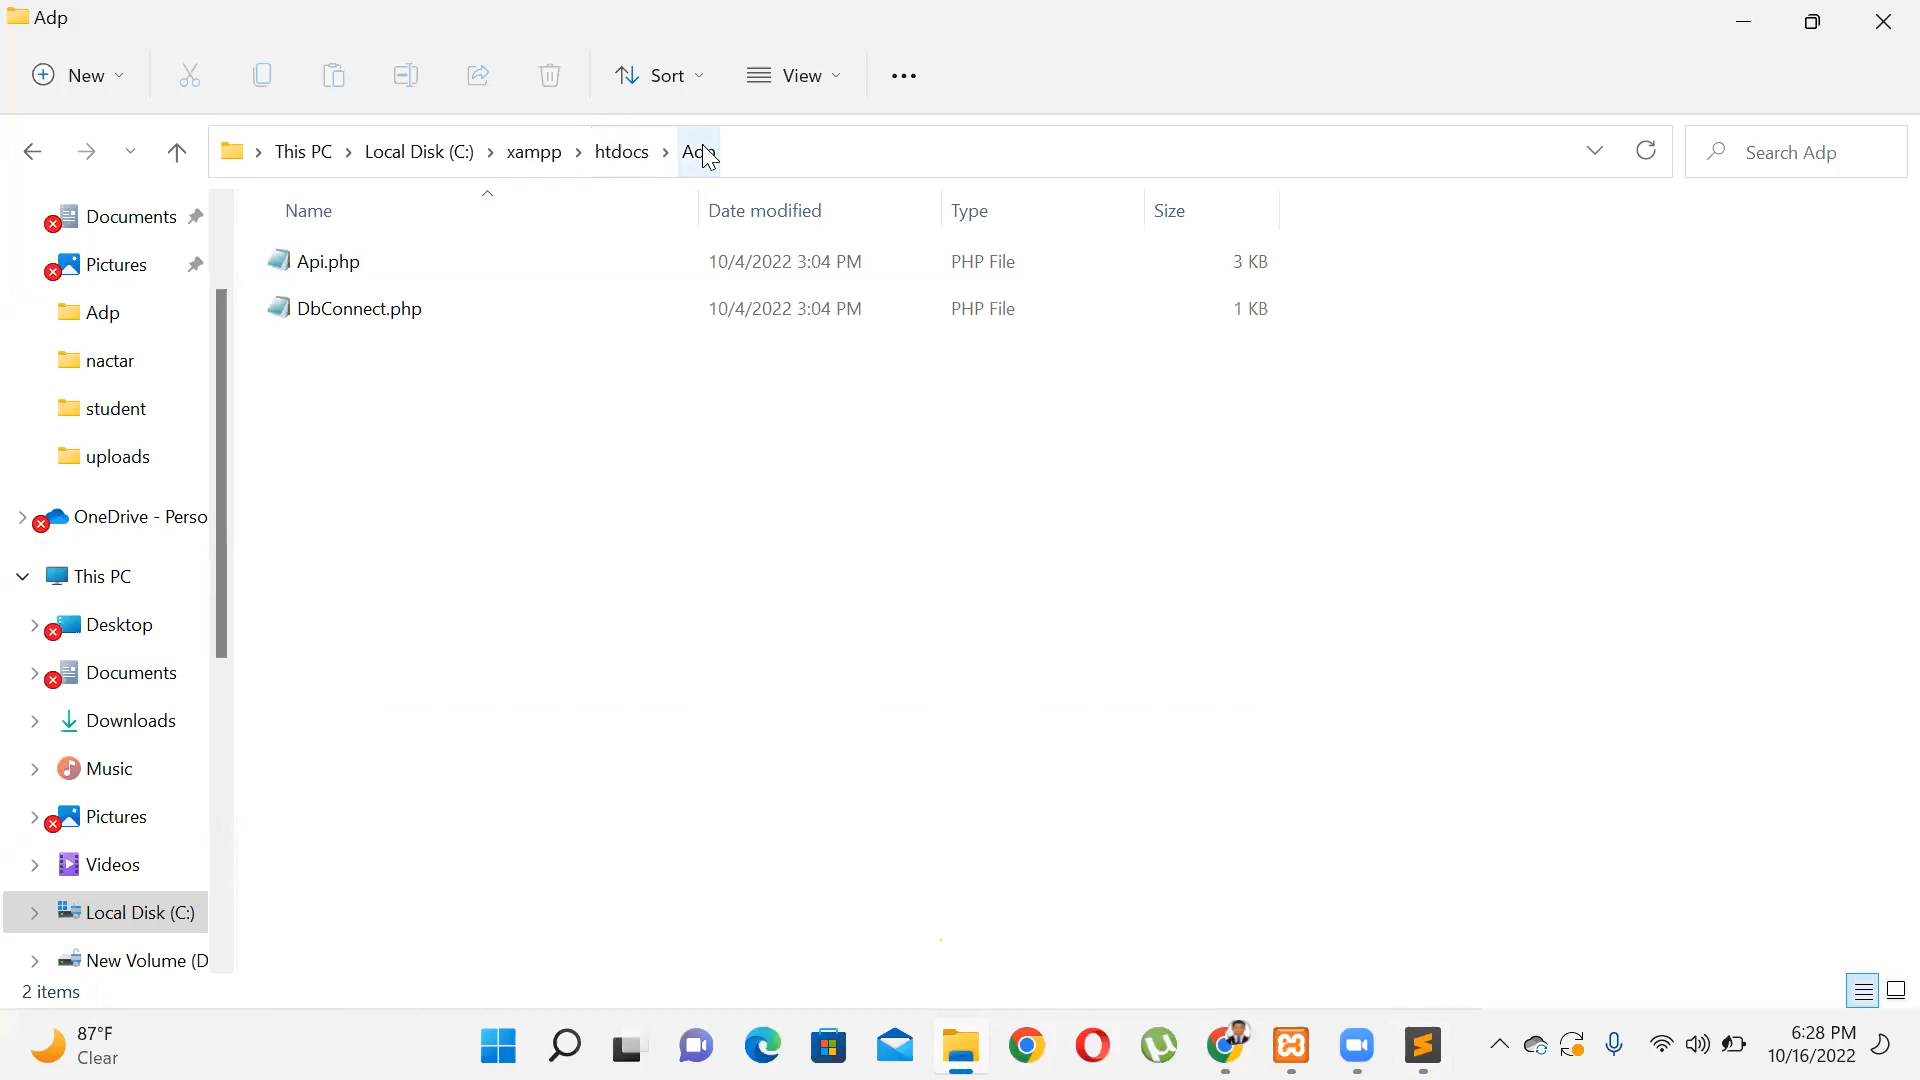 Adp
New
Sort
View
This PC
Local Disk (C:)
xampp
htdocs
Search Adp
Name
Date modified
Type
Size
Api.php
10/4/2022 3:04 PM
PHP File
3 KB
DbConnect.php
10/4/2022 3:04 PM
PHP File
1 KB
Documents
Pictures
Adp
nactar
student
uploads
OneDrive - Perso
This PC
Desktop
Documents
Downloads
Music
Pictures
Videos
Local Disk (C:)
New Volume (D
2 items
87°F
Clear
6:28 PM
10/16/2022